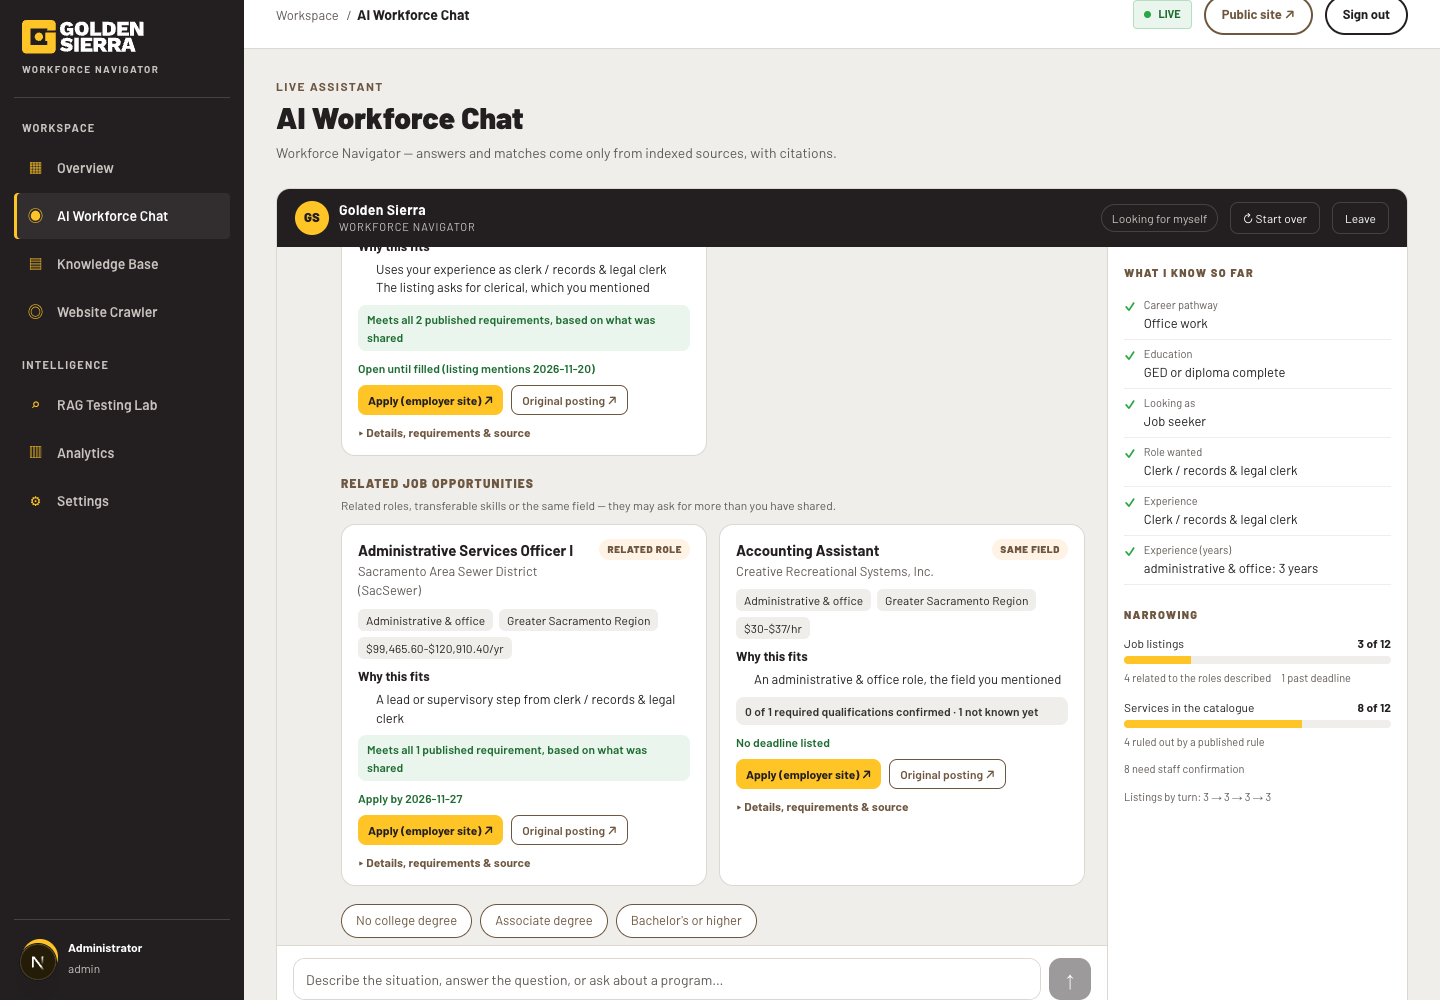 GOLDEN
SIERRA
WORKFORCE NAVIGATOR
WORKSPACE
Overview
AI Workforce Chat
Knowledge Base
Website Crawler
INTELLIGENCE
RAG Testing Lab
Analytics
Settings
N
Administrator
admin
Workspace / AI Workforce Chat
LIVE
Public site ↗
Sign out
LIVE ASSISTANT
AI Workforce Chat
Workforce Navigator — answers and matches come only from indexed sources, with citations.
GS
Golden Sierra
WORKFORCE NAVIGATOR
Looking for myself
↻ Start over
Leave
Why this fits
Uses your experience as clerk / records & legal clerk
The listing asks for clerical, which you mentioned
Meets all 2 published requirements, based on what was
shared
Open until filled (listing mentions 2026-11-20)
Apply (employer site) ↗
Original posting ↗
‣ Details, requirements & source
RELATED JOB OPPORTUNITIES
Related roles, transferable skills or the same field — they may ask for more than you have shared.
Administrative Services Officer I
RELATED ROLE
Sacramento Area Sewer District
(SacSewer)
Administrative & office
Greater Sacramento Region
$99,465.60-$120,910.40/yr
Why this fits
A lead or supervisory step from clerk / records & legal
clerk
Meets all 1 published requirement, based on what was
shared
Apply by 2026-11-27
Apply (employer site) ↗
Original posting ↗
‣ Details, requirements & source
Accounting Assistant
SAME FIELD
Creative Recreational Systems, Inc.
Administrative & office
Greater Sacramento Region
$30-$37/hr
Why this fits
An administrative & office role, the field you mentioned
0 of 1 required qualifications confirmed · 1 not known yet
No deadline listed
Apply (employer site) ↗
Original posting ↗
‣ Details, requirements & source
No college degree
Associate degree
Bachelor's or higher
Describe the situation, answer the question, or ask about a program...
↑
WHAT I KNOW SO FAR
Career pathway
Office work
Education
GED or diploma complete
Looking as
Job seeker
Role wanted
Clerk / records & legal clerk
Experience
Clerk / records & legal clerk
Experience (years)
administrative & office: 3 years
NARROWING
Job listings 3 of 12
4 related to the roles described 1 past deadline
Services in the catalogue 8 of 12
4 ruled out by a published rule
8 need staff confirmation
Listings by turn: 3 → 3 → 3 → 3